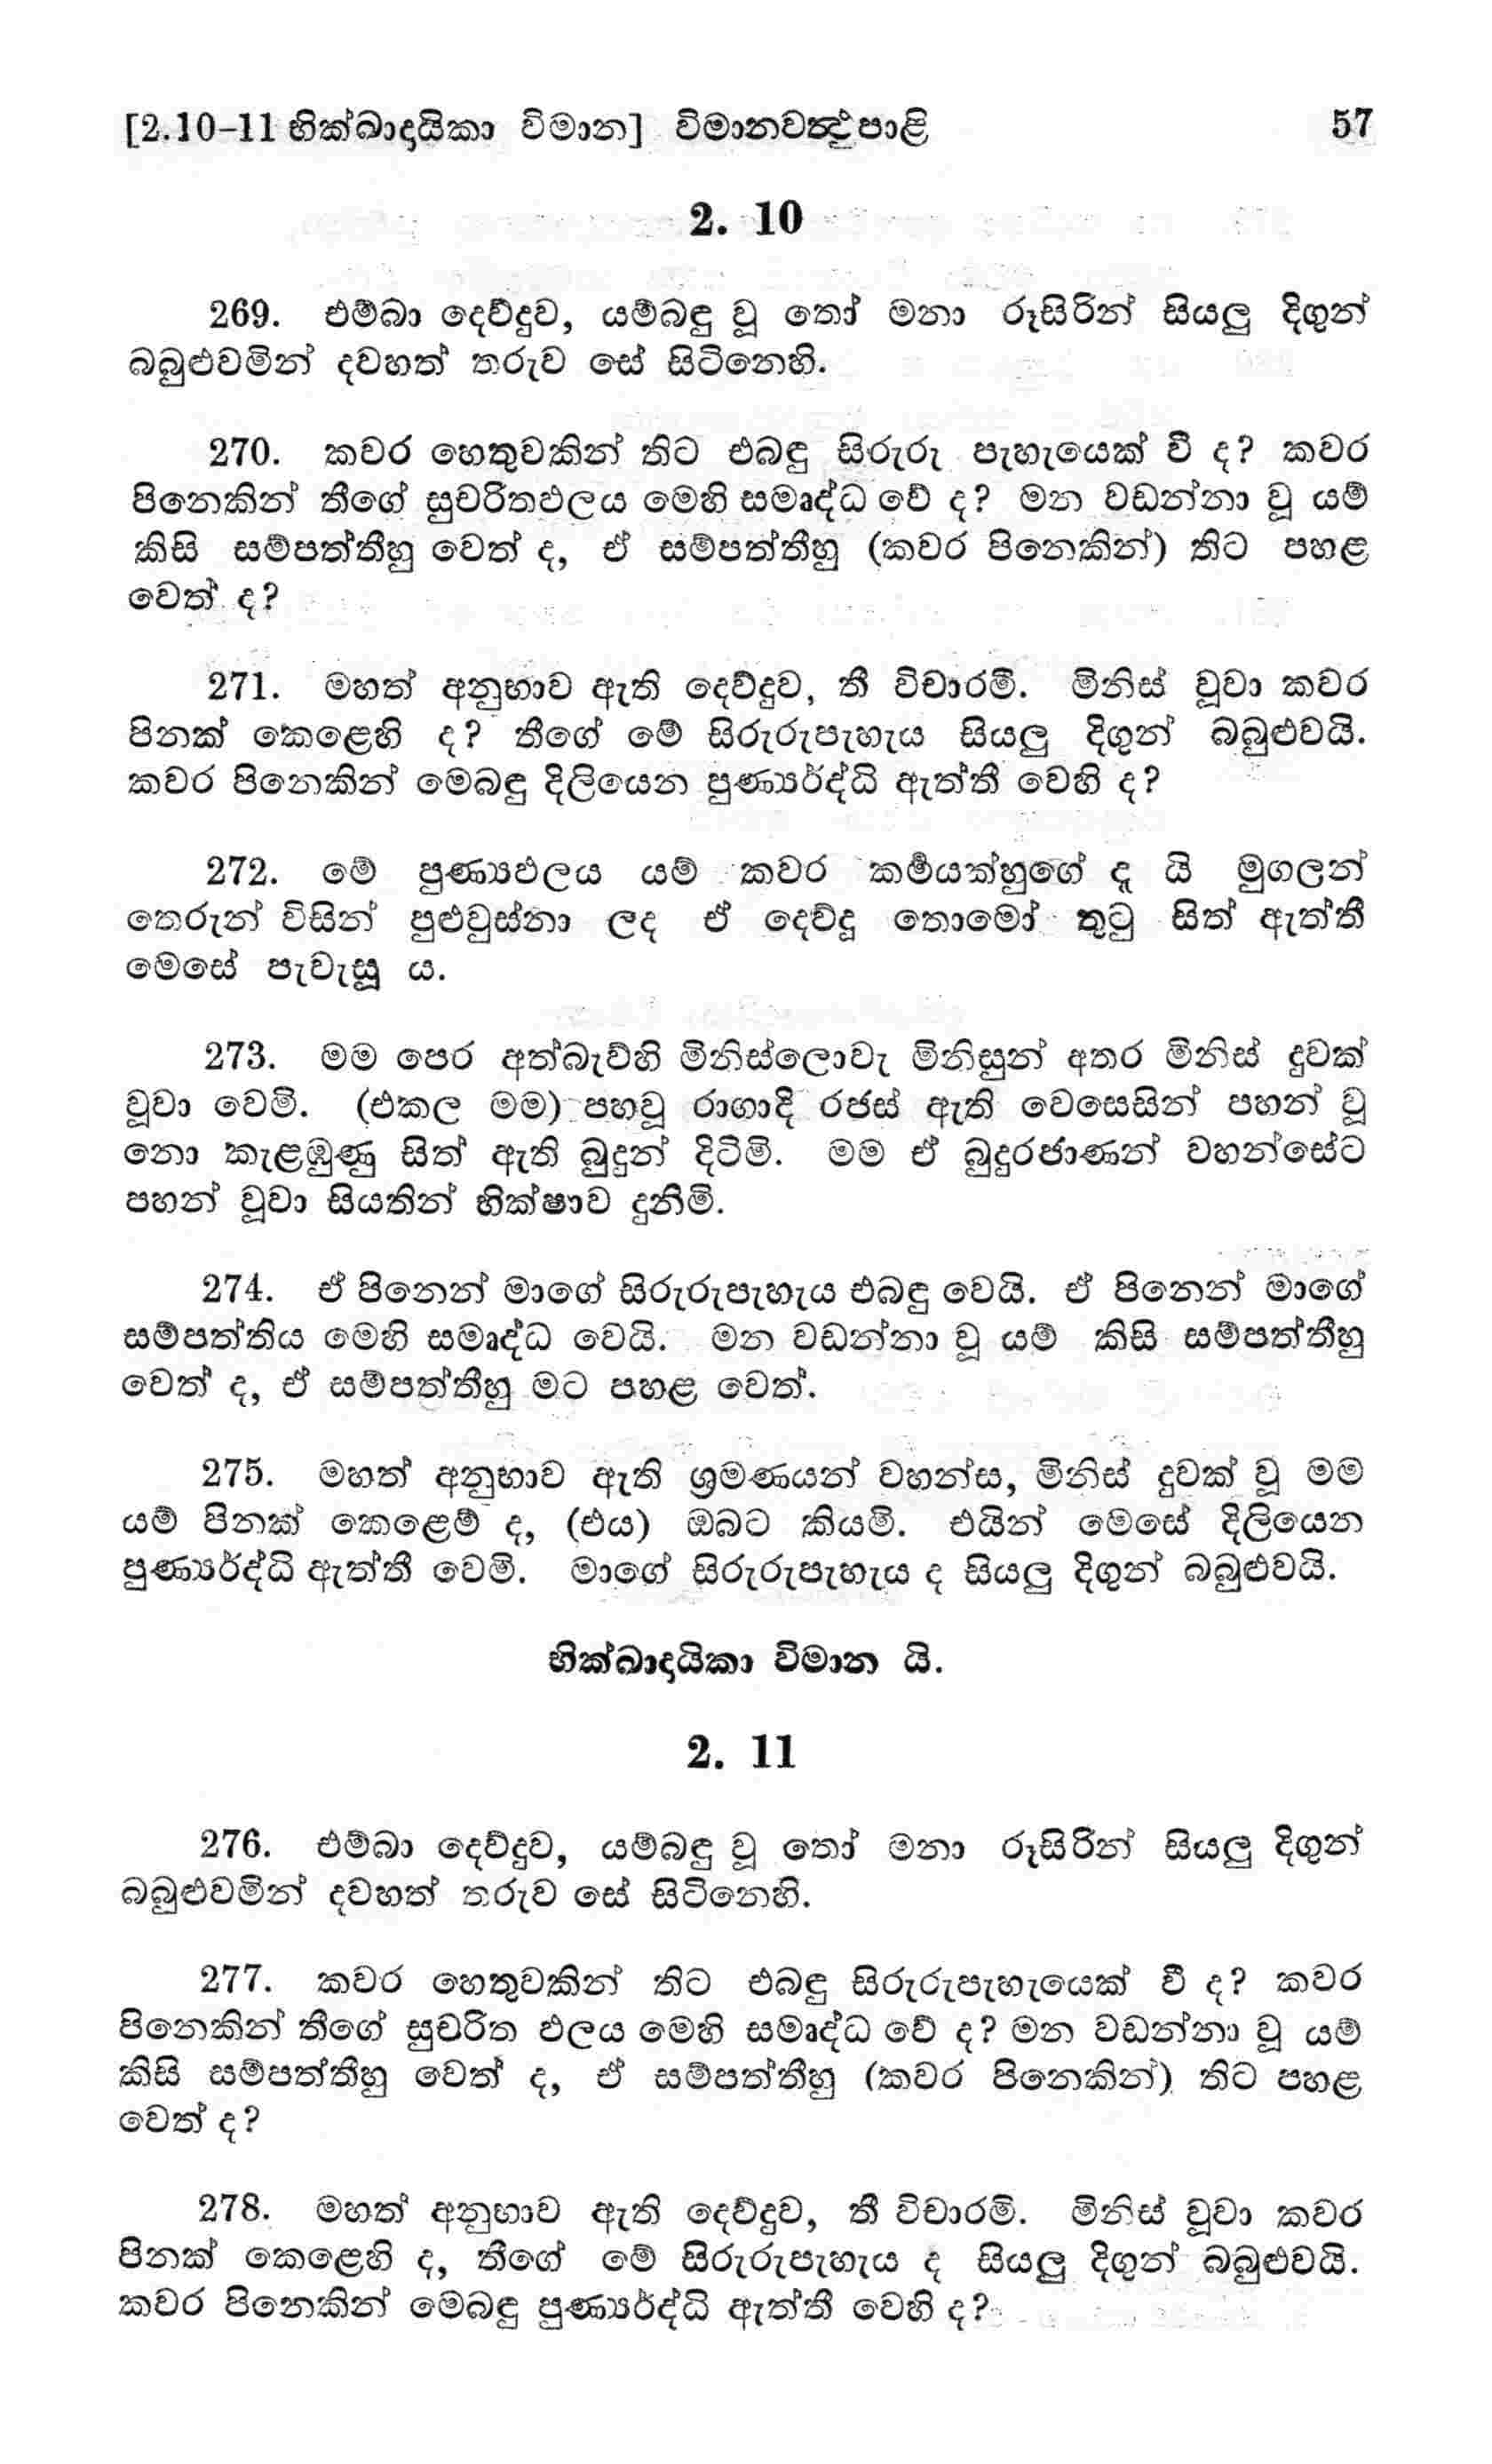 [2.10-11 භික්ඛාදායිකා විමාන] විමානවත්‍ථුපාළි 57
2. 10
269. එම්බා දෙව්දුව, යම්බඳු වූ තෝ මනා රූසිරින් සියලු දිගුන්
බබුළුවමින් දවහත් තරුව සේ සිටිනෙහි.
270. කවර හෙතුවකින් තිට එබඳු සිරුරු පැහැයෙක් වී ද? කවර
පිනෙකින් තීගේ සුචරිතඵලය මෙහි සමෘද්ධ වේ ද? මන වඩන්නා වූ යම්
කිසි සම්පත්තීහු වෙත් ද, ඒ සම්පත්තීහු (කවර පිනෙකින්) තිට පහළ
වෙත් ද?
271. මහත් අනුභාව ඇති දෙව්දුව, තී විචාරමි. මිනිස් වූවා කවර
පිනක් කෙළෙහි ද? තීගේ මේ සිරුරුපැහැය සියලු දිගුන් බබුළුවයි.
කවර පිනෙකින් මෙබඳු දිලියෙන පුණ්‍යර්ද්ධි ඇත්තී වෙහි ද?
272. මේ පුණ්‍යඵලය යම් කවර කර්‍මයක්හුගේ දැ යි මුගලන්
තෙරුන් විසින් පුළුවුස්නා ලද ඒ දෙව්දූ තොමෝ තුටු සිත් ඇත්තී
මෙසේ පැවැසූ ය.
273. මම පෙර අත්බැව්හි මිනිස්ලොවැ මිනිසුන් අතර මිනිස් දුවක්
වූවා වෙමි. (එකල මම) පහවූ රාගාදි රජස් ඇති වෙසෙසින් පහන් වූ
නො කැළඹුණු සිත් ඇති බුදුන් දිටිමි. මම ඒ බුදුරජාණන් වහන්සේට
පහන් වූවා සියතින් භික්ෂාව දුනිමි.
274. ඒ පිනෙන් මාගේ සිරුරුපැහැය එබඳු වෙයි. ඒ පිනෙන් මාගේ
සම්පත්තිය මෙහි සමෘද්ධ වෙයි. මන වඩන්නා වූ යම් කිසි සම්පත්තීහු
වෙත් ද, ඒ සම්පත්තීහු මට පහළ වෙත්.
275. මහත් අනුභාව ඇති ශ්‍රමණයන් වහන්ස, මිනිස් දුවක් වූ මම
යම් පිනක් කෙළෙම් ද, (එය) ඔබට කියමි. එයින් මෙසේ දිලියෙන
පුණ්‍යර්ද්ධි ඇත්තී වෙමි. මාගේ සිරුරුපැහැය ද සියලු දිගුන් බබුළුවයි.
භික්ඛාදායිකා විමාන යි.
2. 11
276. එම්බා දෙව්දුව, යම්බඳු වූ තෝ මනා රූසිරින් සියලු දිගුන්
බබුළුවමින් දවහත් තරුව සේ සිටිනෙහි.
277. කවර හෙතුවකින් තිට එබඳු සිරුරුපැහැයෙක් වී ද? කවර
පිනෙකින් තීගේ සුචරිත ඵලය මෙහි සමෘද්ධ වේ ද? මන වඩන්නා වූ යම්
කිසි සම්පත්තීහු වෙත් ද, ඒ සම්පත්තීහු (කවර පිනෙකින්) තිට පහළ
වෙත් ද?
278. මහත් අනුභාව ඇති දෙව්දුව, තී විචාරමි. මිනිස් වූවා කවර
පිනක් කෙළෙහි ද, තීගේ මේ සිරුරුපැහැය ද සියලු දිගුන් බබුළුවයි.
කවර පිනෙකින් මෙබඳු පුණ්‍යර්ද්ධි ඇත්තී වෙහි ද?